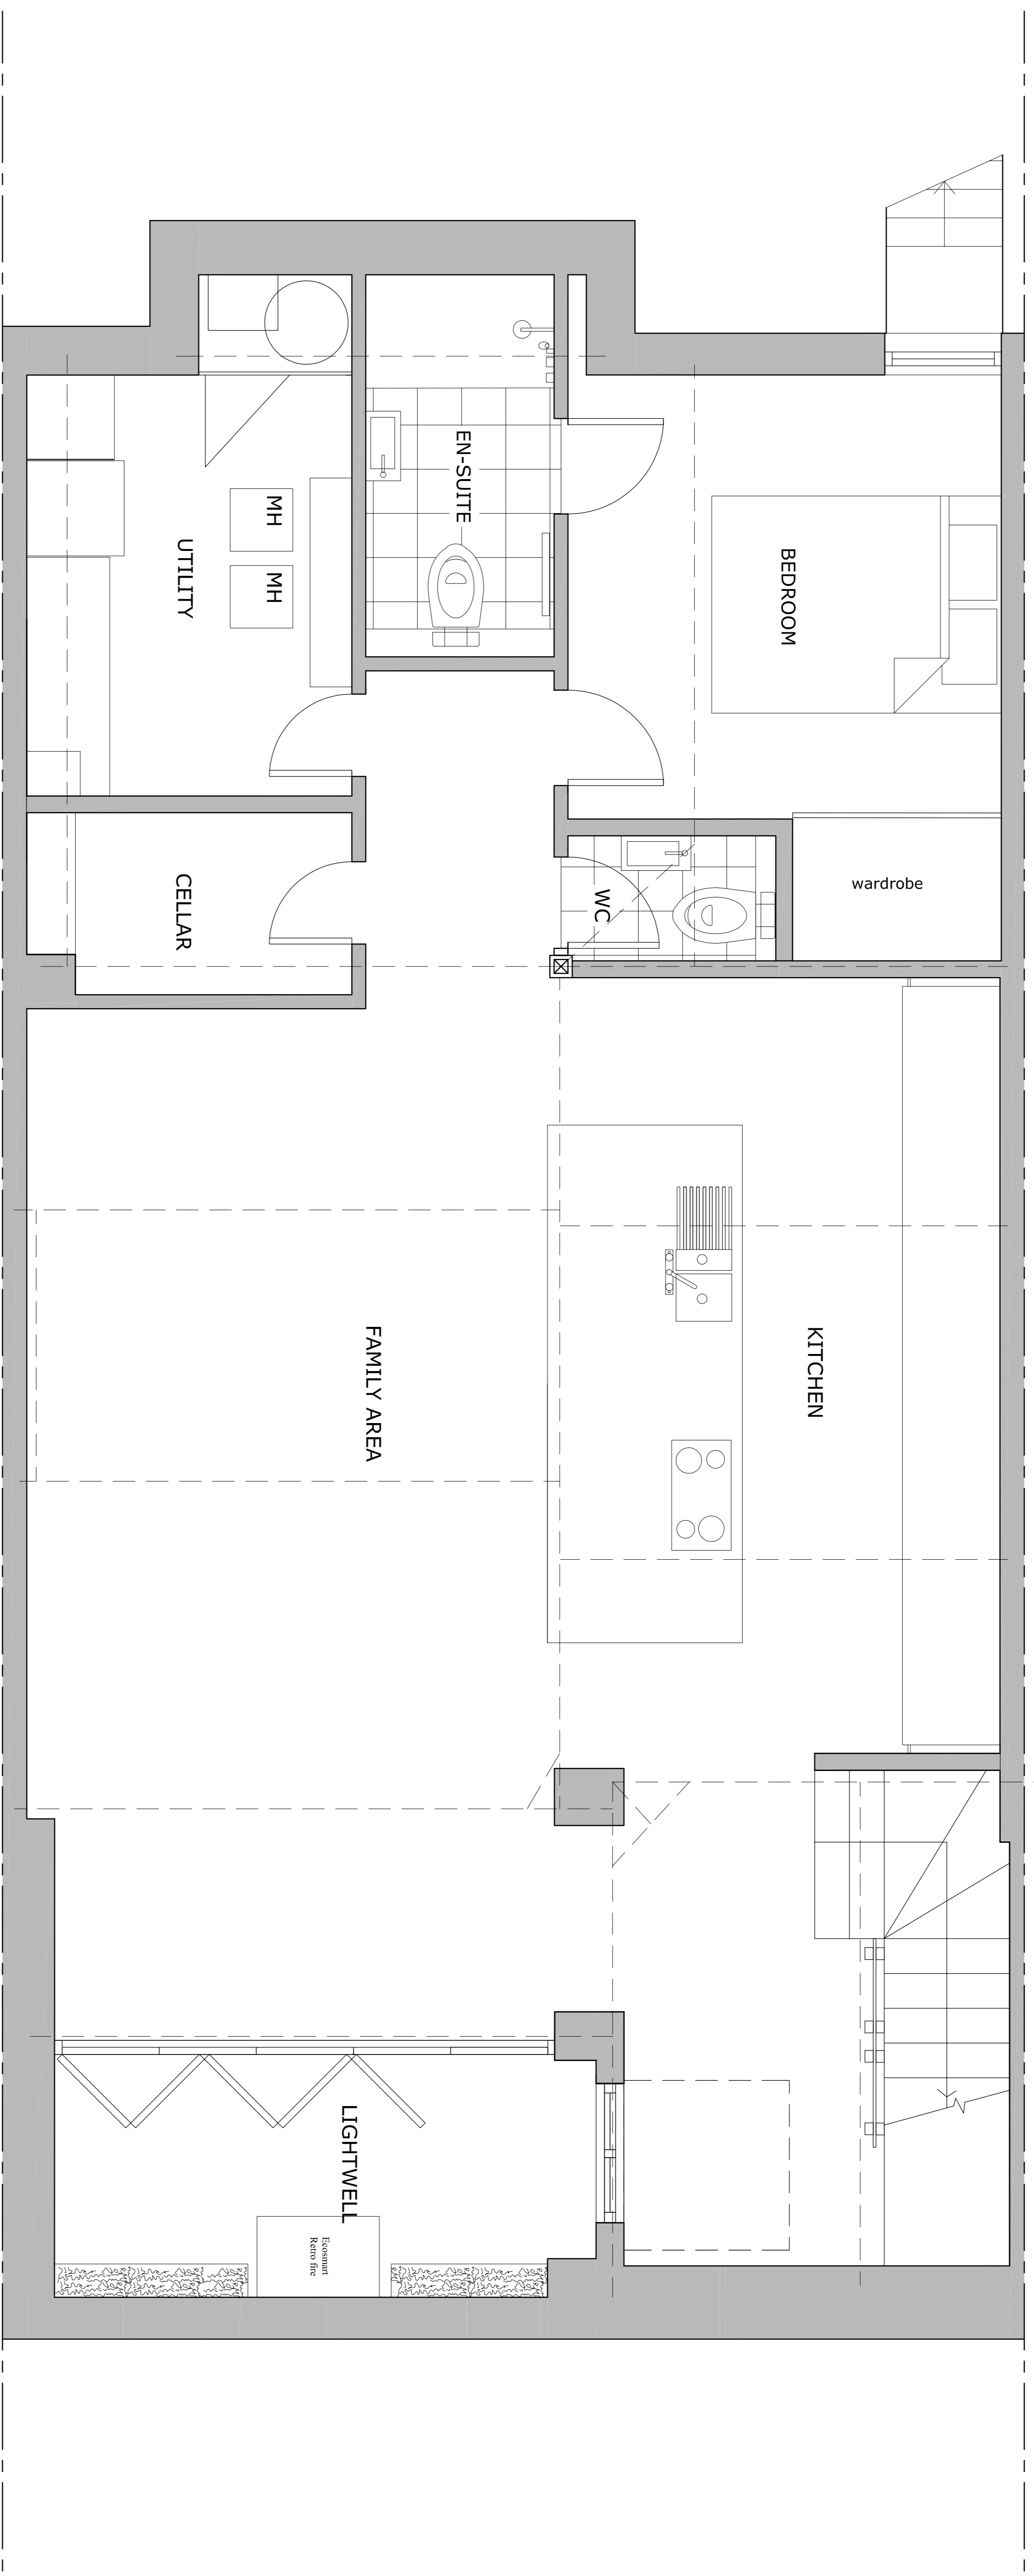 EN-SUITE
MH
MH
UTILITY
BEDROOM
CELLAR
WC
wardrobe
FAMILY AREA
KITCHEN
LIGHTWELL
Ecosmart
Retro fire